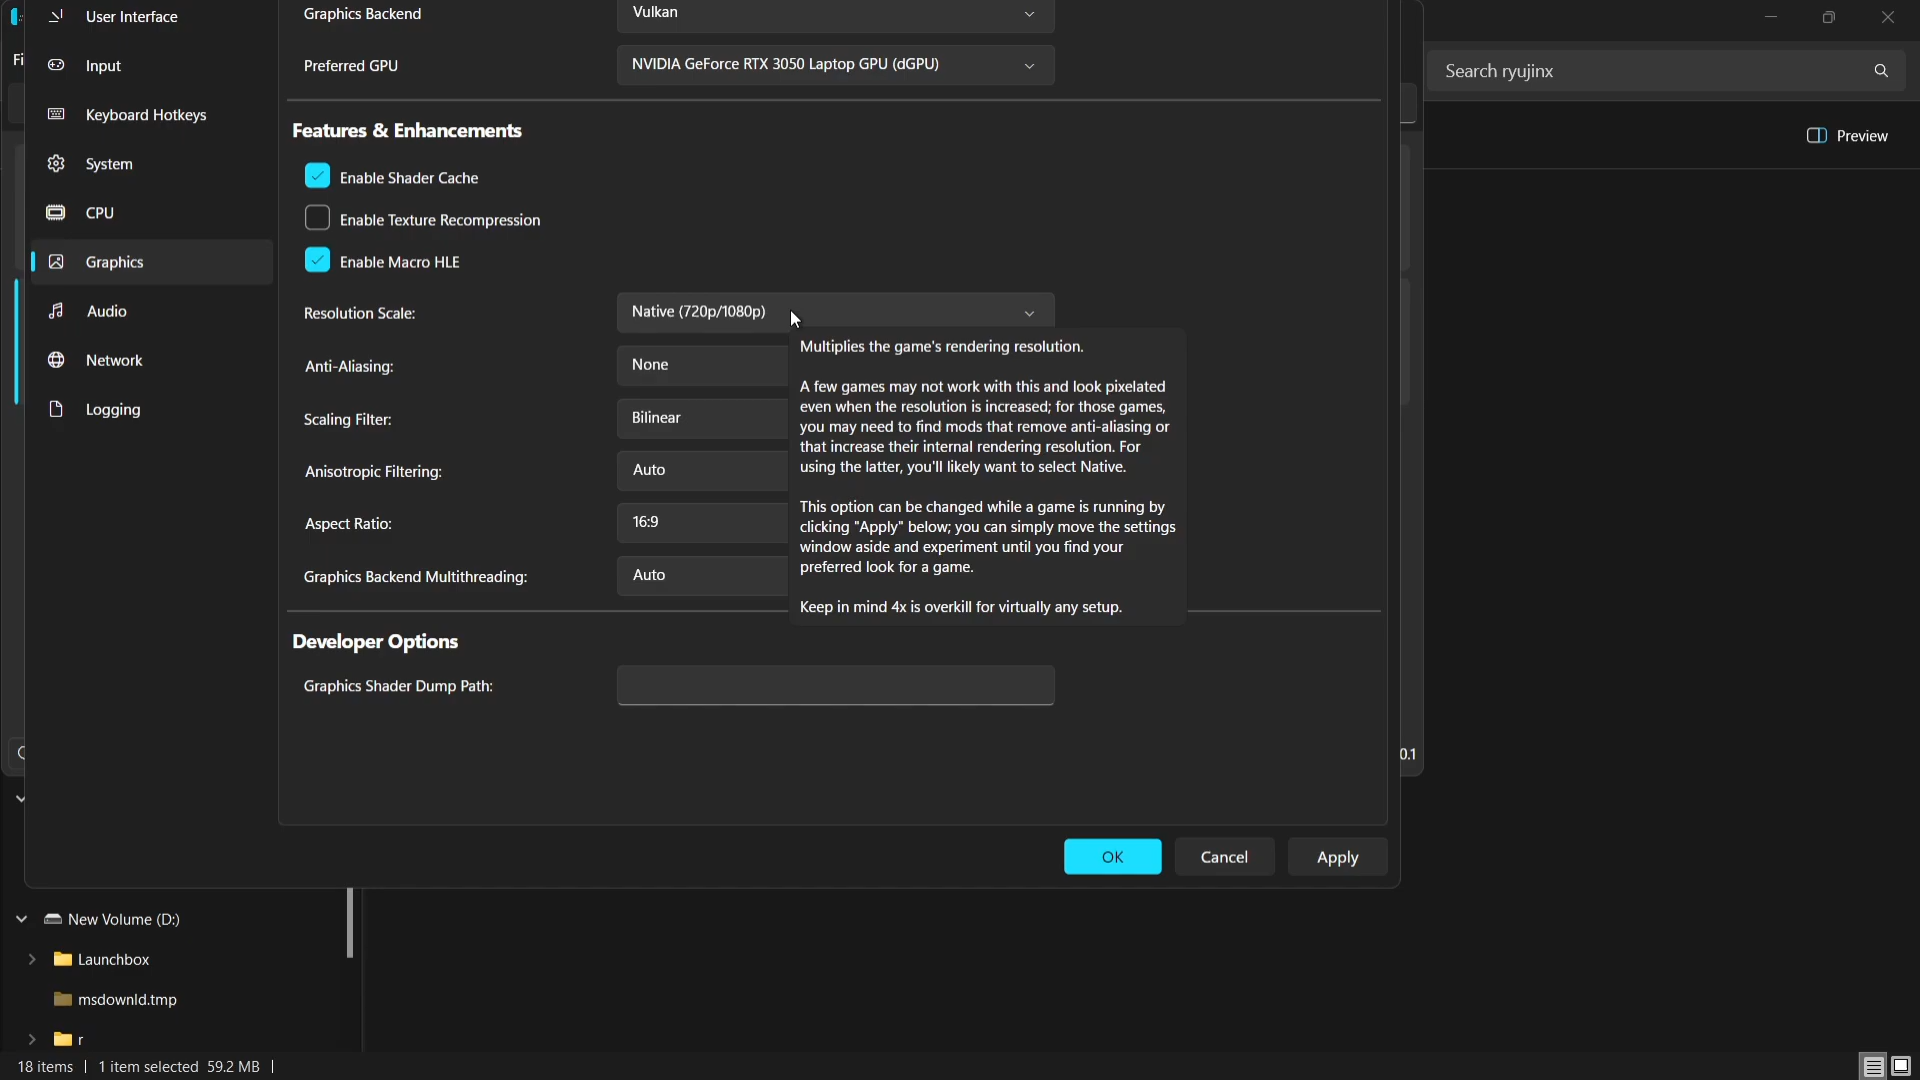 User Interface
Graphics Backend
Vulkan
Fi
Input
Preferred GPU
NVIDIA GeForce RTX 3050 Laptop GPU (dGPU)
Search ryujinx
Keyboard Hotkeys
Features & Enhancements
Preview
System
Enable Shader Cache
CPU
Enable Texture Recompression
Graphics
Enable Macro HLE
Audio
Resolution Scale:
Native (720p/1080p)
Multiplies the game's rendering resolution.
Network
Anti-Aliasing:
None
A few games may not work with this and look pixelated
even when the resolution is increased; for those games,
you may need to find mods that remove anti-aliasing or
that increase their internal rendering resolution. For
using the latter, you'll likely want to select Native.
Logging
Scaling Filter:
Bilinear
Anisotropic Filtering:
Auto
This option can be changed while a game is running by
clicking "Apply" below; you can simply move the settings
window aside and experiment until you find your
preferred look for a game.
Aspect Ratio:
16:9
Graphics Backend Multithreading:
Auto
Keep in mind 4x is overkill for virtually any setup.
Developer Options
Graphics Shader Dump Path:
0.1
OK
Cancel
Apply
New Volume (D:)
Launchbox
msdownld.tmp
r
18 items
1 item selected 59.2 MB